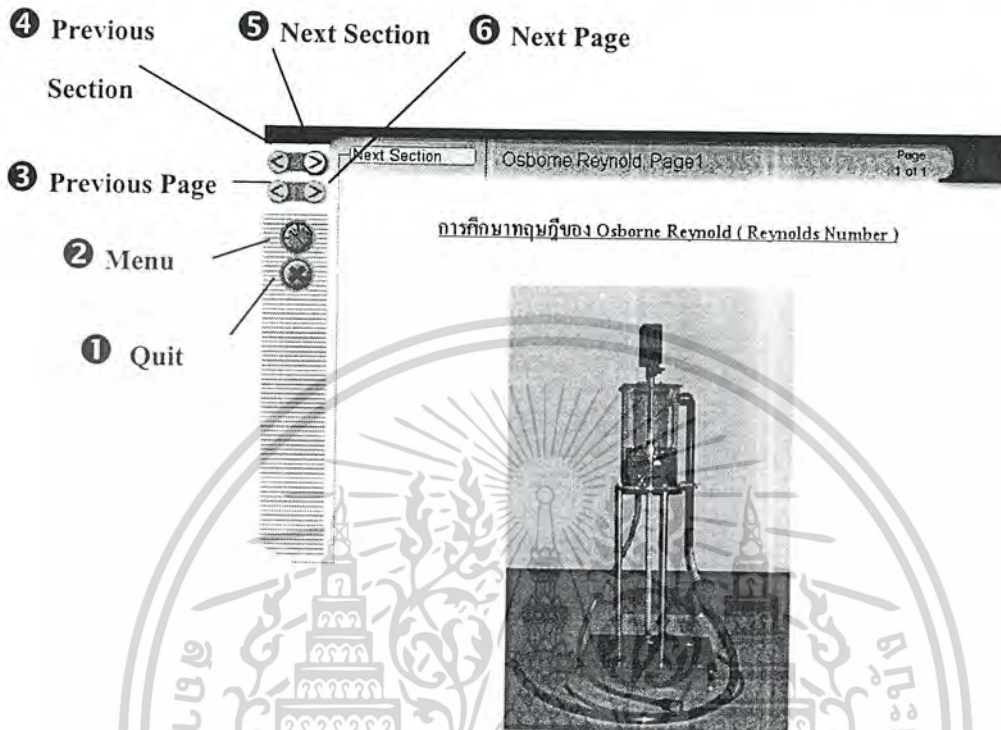 ❹ Previous Section
❺ Next Section
❻ Next Page
Next Section
Osborne Reynold, Page1
Page 1 of 1
❸ Previous Page
❷ Menu
❶ Quit
การศึกษาทฤษฎีของ Osborne Reynold ( Reynolds Number )